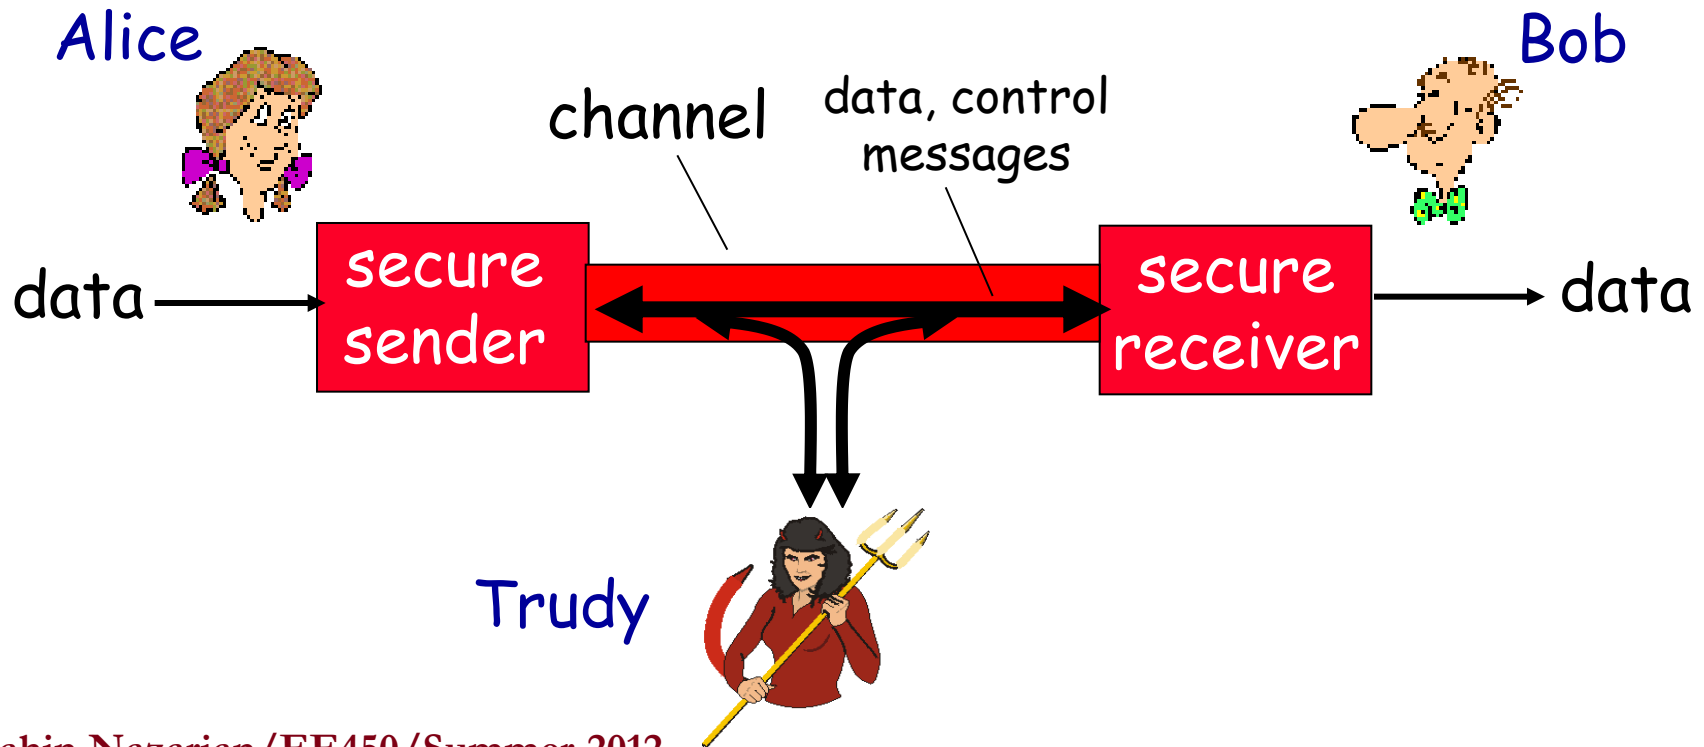 Alice
Bob
channel
data, control
messages
data
secure
sender
secure
receiver
data
Trudy